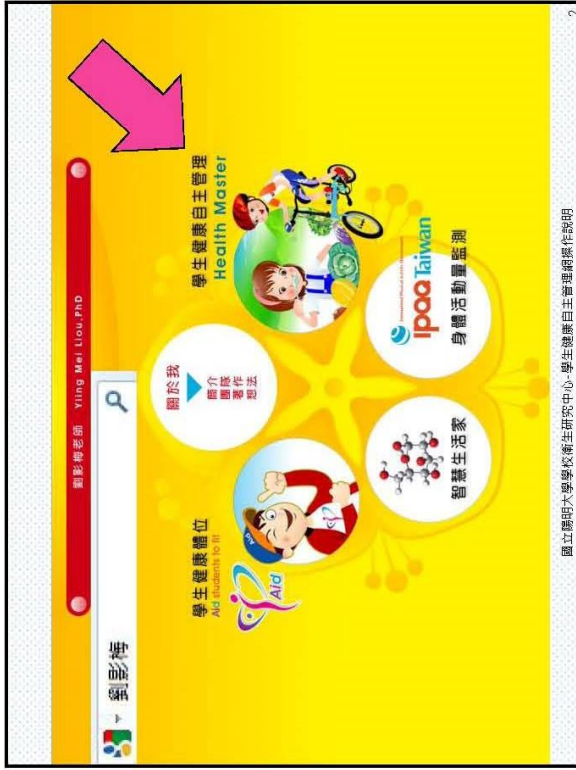 劉影梅
劉影梅老師 Yiing Mei Liou,PhD
關於我
簡介
團隊
著作
想法
學生健康體位
Aid students to fit
Aid
Aid
學生健康自主管理
Health Master
智慧生活家
ipaq Taiwan
身體活動量監測
國立陽明大學學校衛生研究中心-學生健康自主管理網操作說明
2